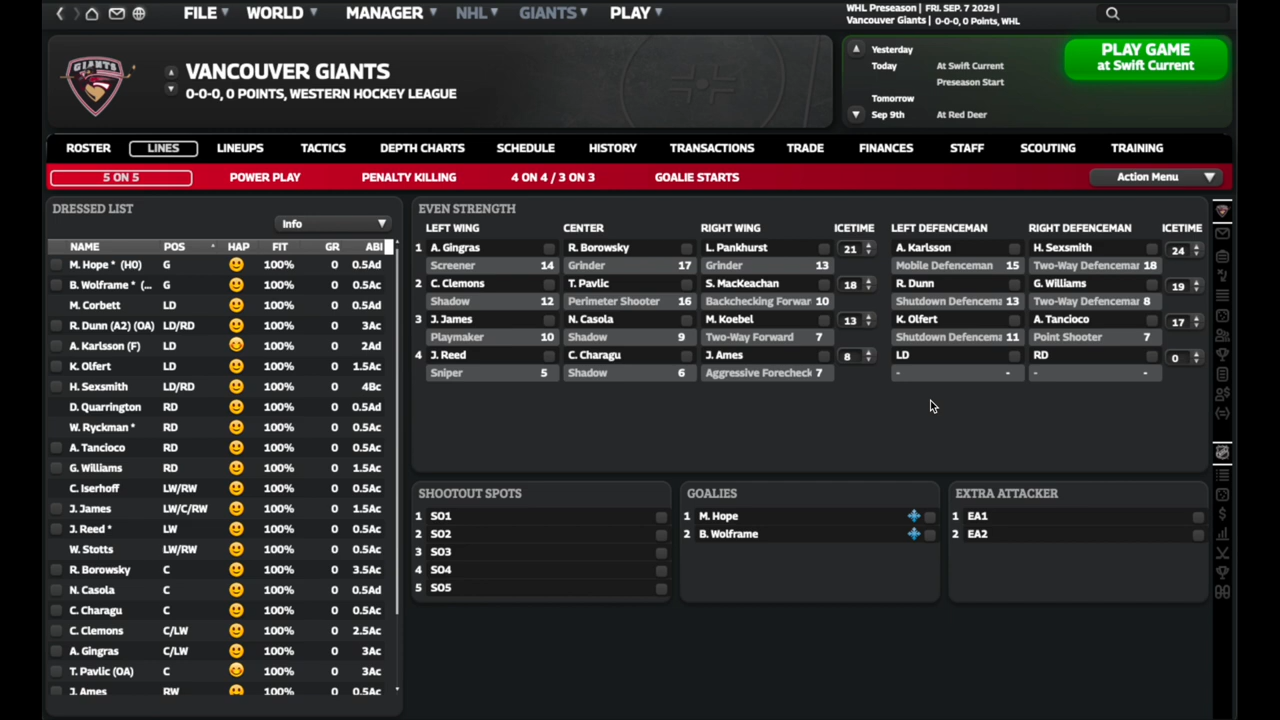 FILE WORLD MANAGER NHL GIANTS PLAY
WHL Preseason | FRI. SEP. 7 2029 |
Vancouver Giants | 0-0-0, 0 Points, WHL
GIANTS
VANCOUVER GIANTS
0-0-0, 0 POINTS, WESTERN HOCKEY LEAGUE
Yesterday
Today At Swift Current
Preseason Start
Tomorrow
Sep 9th At Red Deer
PLAY GAME
at Swift Current
ROSTER LINES LINEUPS TACTICS DEPTH CHARTS SCHEDULE HISTORY TRANSACTIONS TRADE FINANCES STAFF SCOUTING TRAINING
5 ON 5 POWER PLAY PENALTY KILLING 4 ON 4 / 3 ON 3 GOALIE STARTS Action Menu
DRESSED LIST
Info
NAME POS HAP FIT GR ABI
M. Hope * (HO) G 100% 0 0.5Ad
B. Wolframe * (... G 100% 0 0.5Ac
M. Corbett LD 100% 0 0.5Ad
R. Dunn (A2) (OA) LD/RD 100% 0 3Ac
A. Karlsson (F) LD 100% 0 2Ad
K. Olfert LD 100% 0 1.5Ac
H. Sexsmith LD/RD 100% 0 4Bc
D. Quarrington RD 100% 0 0.5Ad
W. Ryckman * RD 100% 0 0.5Ac
A. Tancioco RD 100% 0 0.5Ac
G. Williams RD 100% 0 1.5Ac
C. Iserhoff LW/RW 100% 0 0.5Ac
J. James LW/C/RW 100% 0 1.5Ac
J. Reed * LW 100% 0 0.5Ac
W. Stotts LW/RW 100% 0 0.5Ac
R. Borowsky C 100% 0 3.5Ac
N. Casola C 100% 0 0.5Ad
C. Charagu C 100% 0 0.5Ac
C. Clemons C/LW 100% 0 2.5Ac
A. Gingras C/LW 100% 0 3Ac
T. Pavlic (OA) C 100% 0 3Ac
J. Ames RW 100% 0 0.5Ac
EVEN STRENGTH
LEFT WING CENTER RIGHT WING ICETIME LEFT DEFENCEMAN RIGHT DEFENCEMAN ICETIME
1 A. Gingras R. Borowsky L. Pankhurst 21 A. Karlsson H. Sexsmith 24
Screener 14 Grinder 17 Grinder 13 Mobile Defenceman 15 Two-Way Defencemar 18
2 C. Clemons T. Pavlic S. MacKeachan 18 R. Dunn G. Williams 19
Shadow 12 Perimeter Shooter 16 Backchecking Forwar 10 Shutdown Defencema 13 Two-Way Defencemar 8
3 J. James N. Casola M. Koebel 13 K. Olfert A. Tancioco 17
Playmaker 10 Shadow 9 Two-Way Forward 7 Shutdown Defencema 11 Point Shooter 7
4 J. Reed C. Charagu J. Ames 8 LD RD 0
Sniper 5 Shadow 6 Aggressive Forecheck 7 - - - -
SHOOTOUT SPOTS
1 SO1
2 SO2
3 SO3
4 SO4
5 SO5
GOALIES
1 M. Hope
2 B. Wolframe
EXTRA ATTACKER
1 EA1
2 EA2